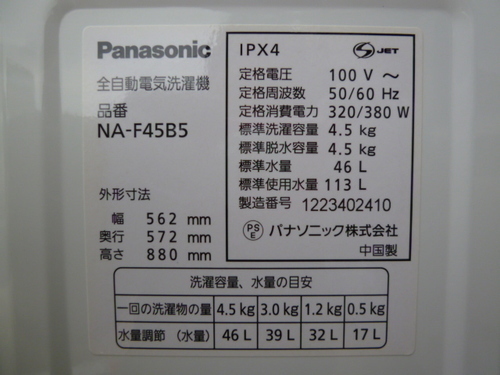 Panasonic
全自動電気洗濯機
品番
NA-F45B5
外形寸法
幅 562 mm
奥行 572 mm
高さ 880 mm
IPX4
S JET
定格電圧 100 V ～
定格周波数 50/60 Hz
定格消費電力 320/380 W
標準洗濯容量 4.5 kg
標準脱水容量 4.5 kg
標準水量 46 L
標準使用水量 113 L
製造番号 1223402410
PS E パナソニック株式会社
中国製
洗濯容量、水量の目安
一回の洗濯物の量 4.5 kg 3.0 kg 1.2 kg 0.5 kg
水量調節（水量） 46 L 39 L 32 L 17 L